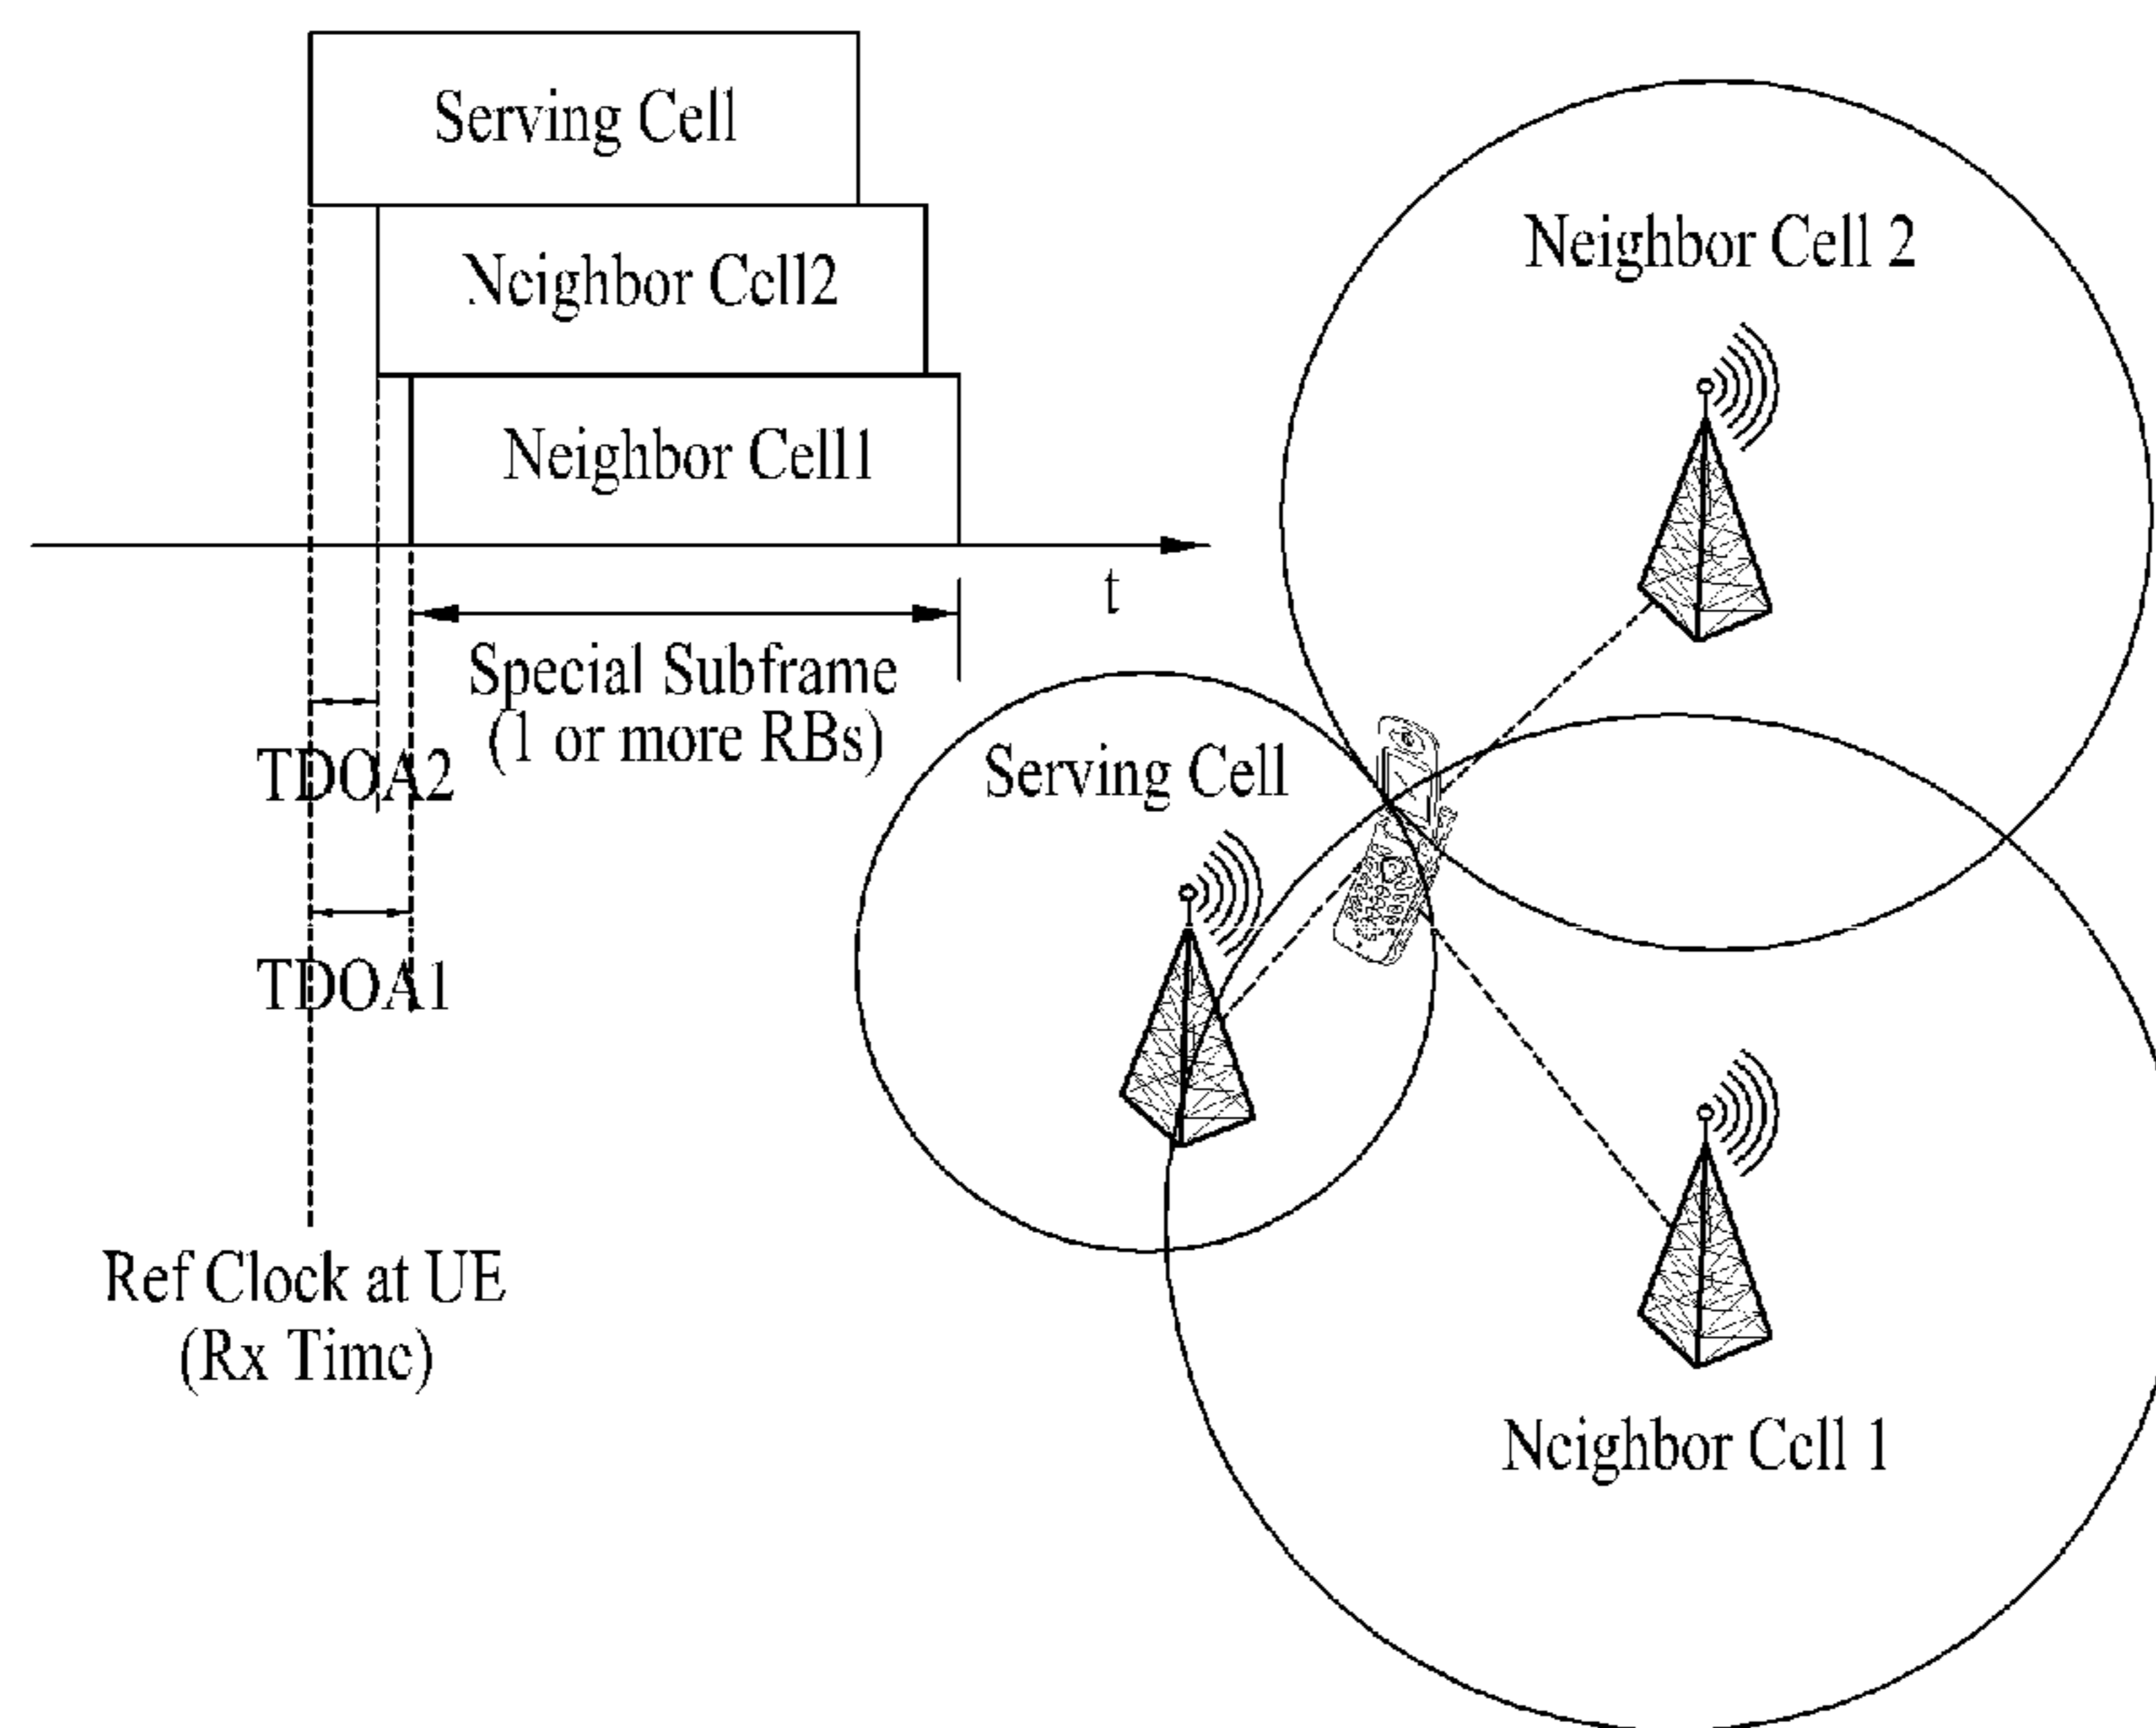 Serving Cell
Neighbor Cell2
Neighbor Cell1
t
Special Subframe
(1 or more RBs)
TDOA2
TDOA1
Ref Clock at UE
(Rx Time)
Neighbor Cell 2
Serving Cell
Neighbor Cell 1